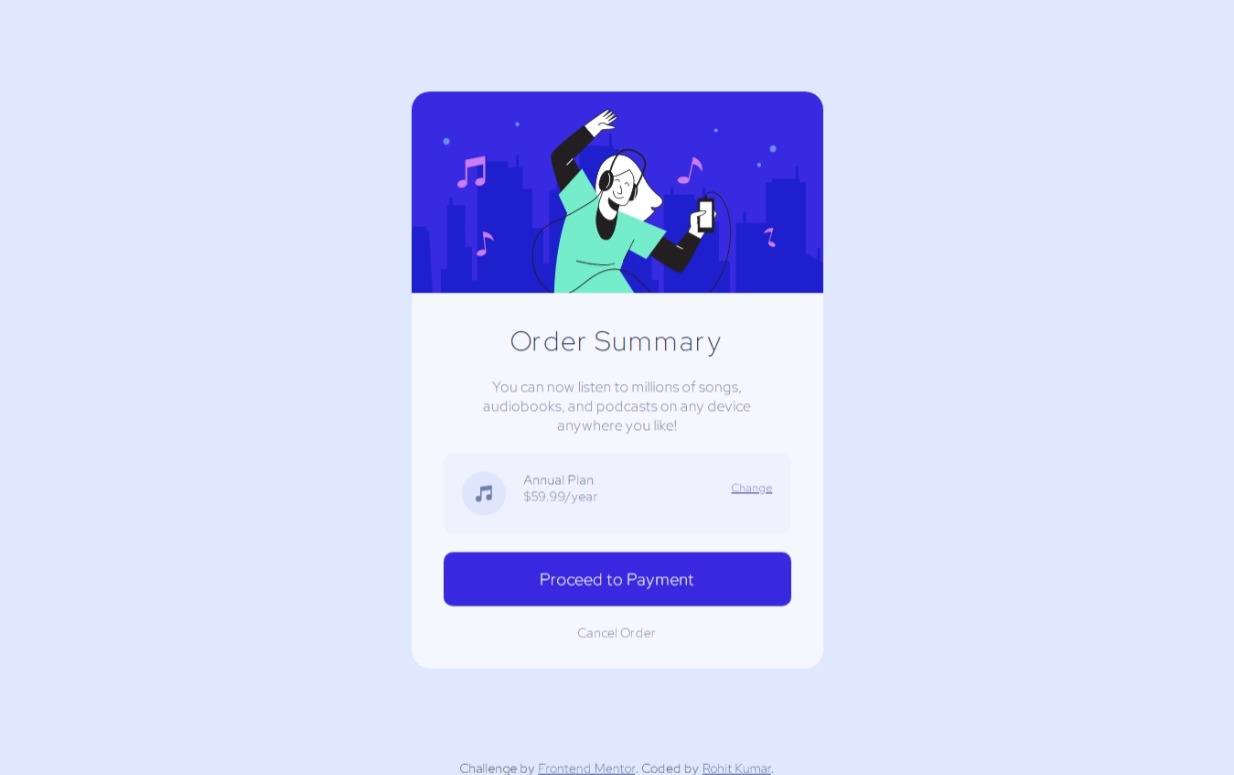 Order Summary
You can now listen to millions of songs,
audiobooks, and podcasts on any device
anywhere you like!
Annual Plan
$59.99/year
Change
Proceed to Payment
Cancel Order
Challenge by Frontend Mentor. Coded by Rohit Kumar.